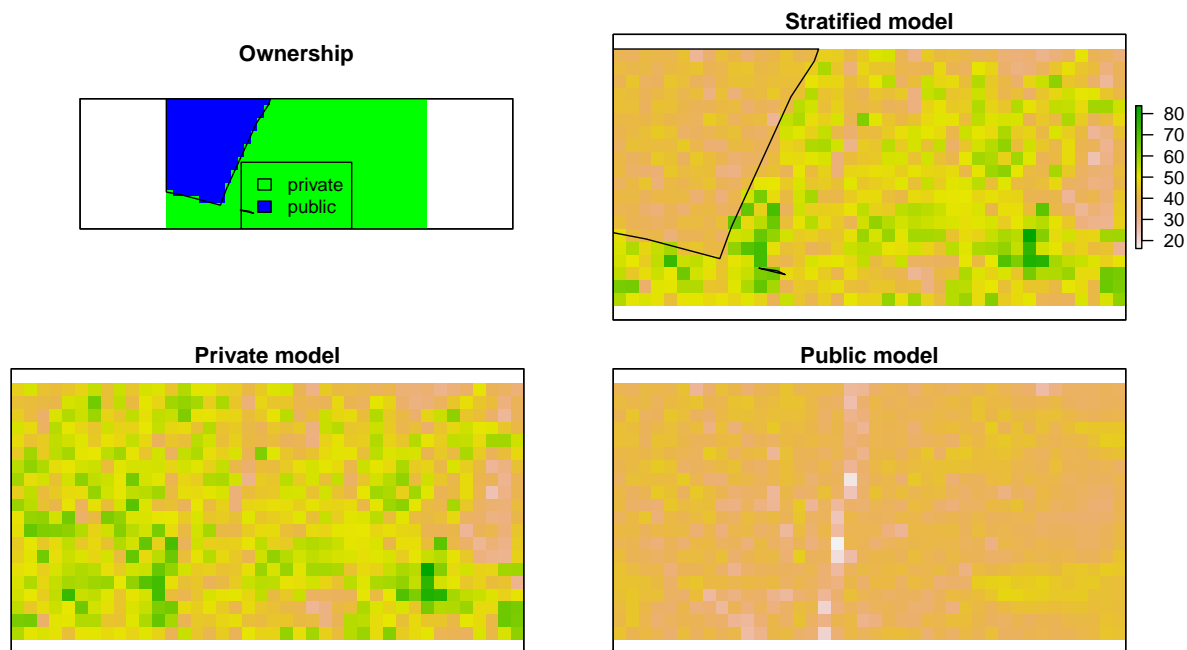 Ownership
private
public
Stratified model
80
70
60
50
40
30
20
Private model
Public model